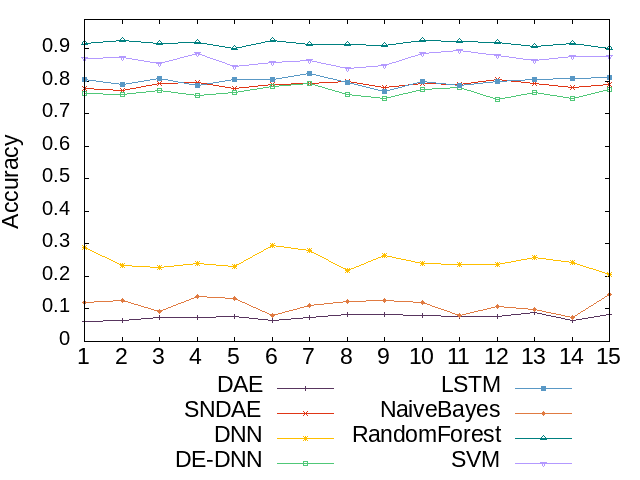 0.9
0.8
0.7
0.6
0.5
0.4
0.3
0.2
0.1
0
Accuracy
1 2 3 4 5 6 7 8 9 10 11 12 13 14 15
DAE LSTM
SNDAE NaiveBayes
DNN RandomForest
DE-DNN SVM